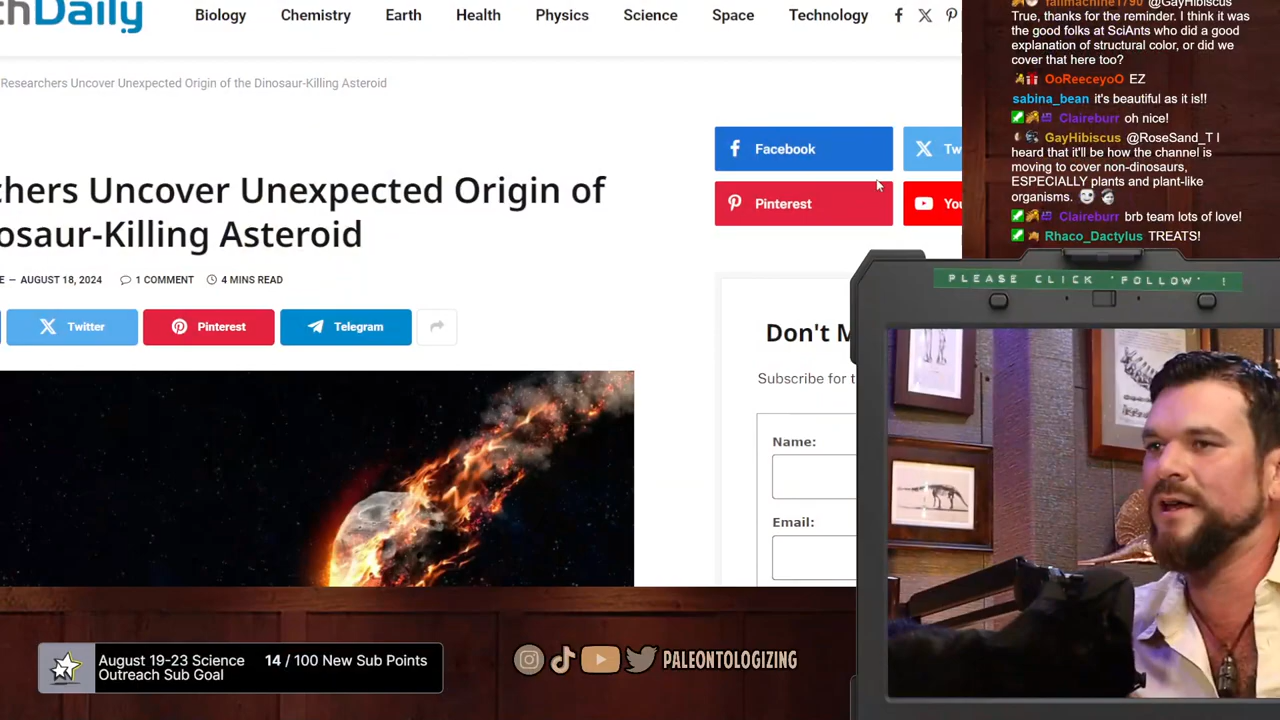 chDaily
Biology Chemistry Earth Health Physics Science Space Technology
Researchers Uncover Unexpected Origin of the Dinosaur-Killing Asteroid
chers Uncover Unexpected Origin of
osaur-Killing Asteroid
E — AUGUST 18, 2024 1 COMMENT 4 MINS READ
Twitter Pinterest Telegram
Facebook Tw
Pinterest You
Don't M
Subscribe for t
Name:
Email:
@GayHibiscus
True, thanks for the reminder. I think it was
the good folks at SciAnts who did a good
explanation of structural color, or did we
cover that here too?
OoReeceyoO EZ
sabina_bean it's beautiful as it is!!
Claireburr oh nice!
GayHibiscus @RoseSand_T I
heard that it'll be how the channel is
moving to cover non-dinosaurs,
ESPECIALLY plants and plant-like
organisms.
Claireburr brb team lots of love!
Rhaco_Dactylus TREATS!
PLEASE CLICK 'FOLLOW' !
August 19-23 Science 14 / 100 New Sub Points
Outreach Sub Goal
PALEONTOLOGIZING